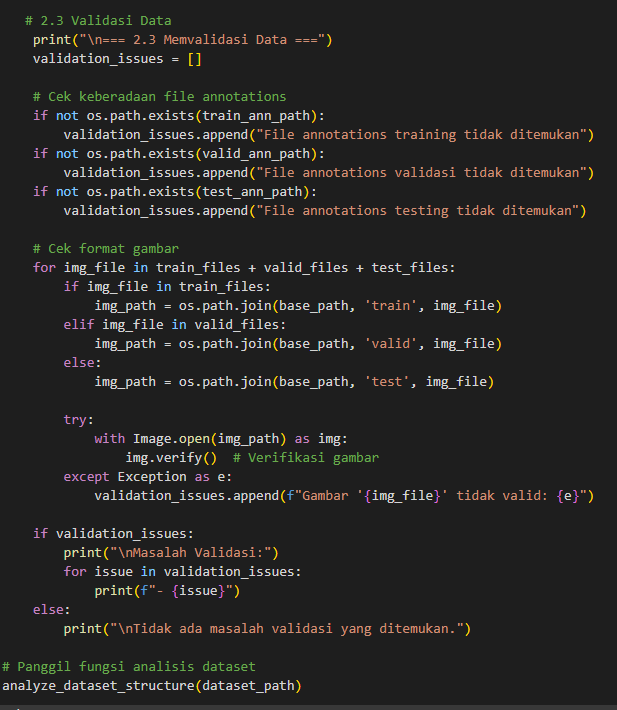 # 2.3 Validasi Data
print("\n=== 2.3 Memvalidasi Data ===")
validation_issues = []
# Cek keberadaan file annotations
if not os.path.exists(train_ann_path):
validation_issues.append("File annotations training tidak ditemukan")
if not os.path.exists(valid_ann_path):
validation_issues.append("File annotations validasi tidak ditemukan")
if not os.path.exists(test_ann_path):
validation_issues.append("File annotations testing tidak ditemukan")
# Cek format gambar
for img_file in train_files + valid_files + test_files:
if img_file in train_files:
img_path = os.path.join(base_path, 'train', img_file)
elif img_file in valid_files:
img_path = os.path.join(base_path, 'valid', img_file)
else:
img_path = os.path.join(base_path, 'test', img_file)
try:
with Image.open(img_path) as img:
img.verify()  # Verifikasi gambar
except Exception as e:
validation_issues.append(f"Gambar '{img_file}' tidak valid: {e}")
if validation_issues:
print("\nMasalah Validasi:")
for issue in validation_issues:
print(f"- {issue}")
else:
print("\nTidak ada masalah validasi yang ditemukan.")
# Panggil fungsi analisis dataset
analyze_dataset_structure(dataset_path)